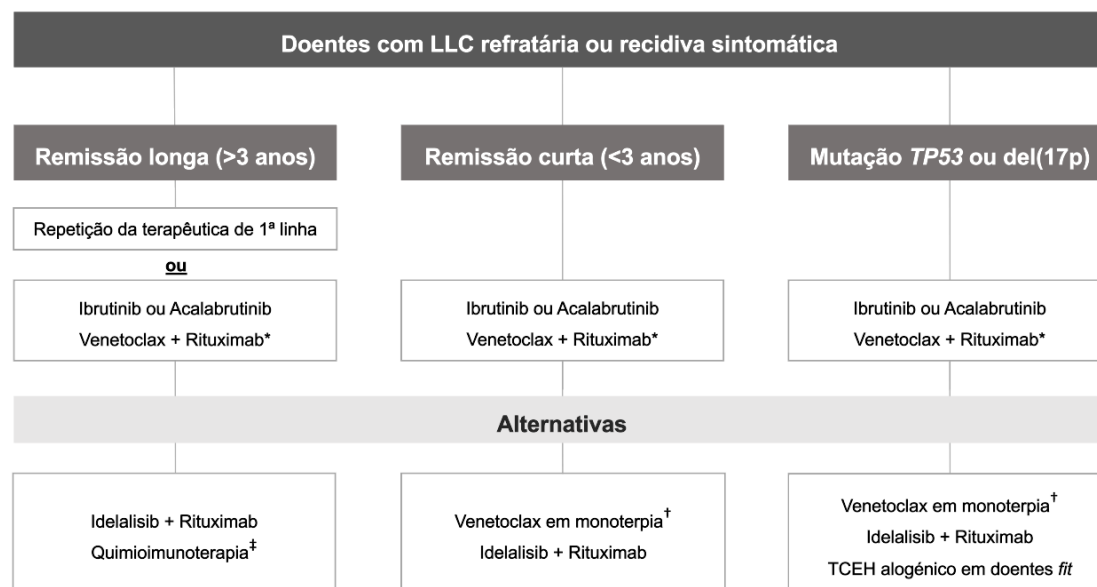 Doentes com LLC refratária ou recidiva sintomática
Remissão longa (>3 anos)
Repetição da terapêutica de 1ª linha
ou
Ibrutinib ou Acalabrutinib
Venetoclax + Rituximab*
Remissão curta (<3 anos)
Ibrutinib ou Acalabrutinib
Venetoclax + Rituximab*
Mutação TP53 ou del(17p)
Ibrutinib ou Acalabrutinib
Venetoclax + Rituximab*
Alternativas
Idelalisib + Rituximab
Quimioimunoterapia‡
Venetoclax em monoterpia†
Idelalisib + Rituximab
Venetoclax em monoterpia†
Idelalisib + Rituximab
TCEH alogénico em doentes fit